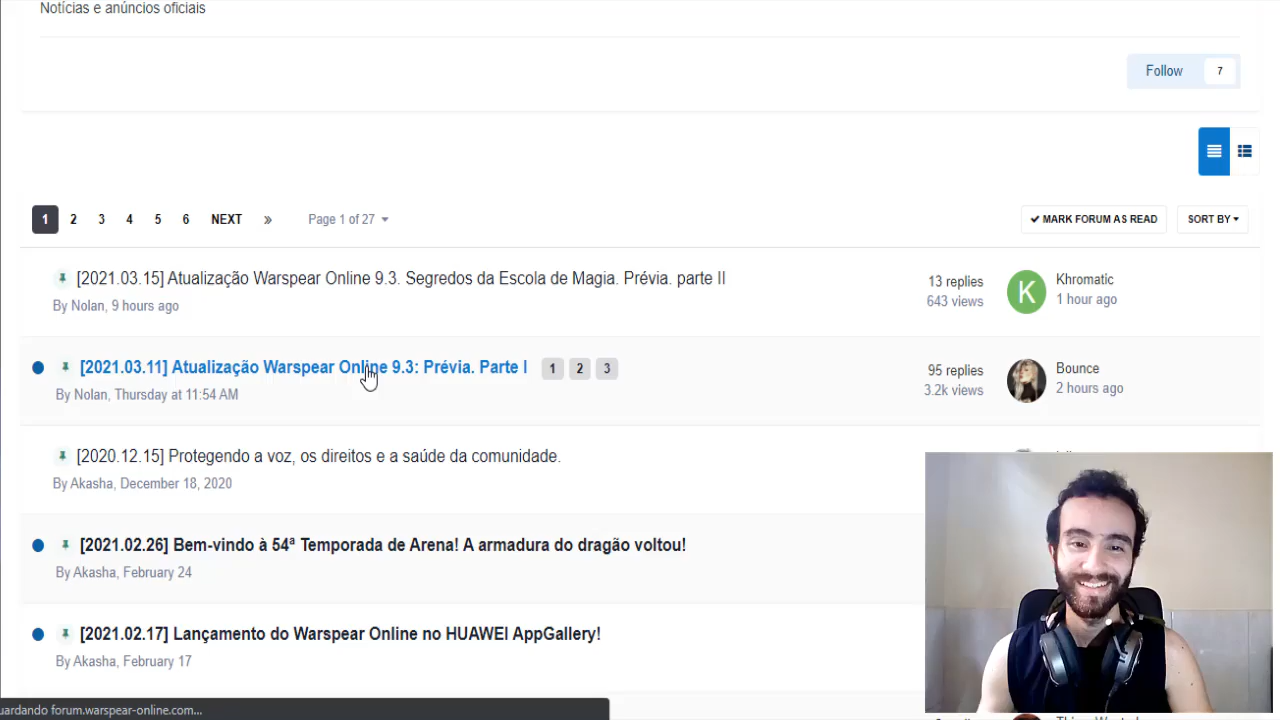 Notícias e anúncios oficiais
Follow 7
1 2 3 4 5 6 NEXT » Page 1 of 27
MARK FORUM AS READ SORT BY
[2021.03.15] Atualização Warspear Online 9.3. Segredos da Escola de Magia. Prévia. parte II
By Nolan, 9 hours ago
13 replies
643 views
K
Khromatic
1 hour ago
[2021.03.11] Atualização Warspear Online 9.3: Prévia. Parte I 1 2 3
By Nolan, Thursday at 11:54 AM
95 replies
3.2k views
Bounce
2 hours ago
[2020.12.15] Protegendo a voz, os direitos e a saúde da comunidade.
By Akasha, December 18, 2020
[2021.02.26] Bem-vindo à 54ª Temporada de Arena! A armadura do dragão voltou!
By Akasha, February 24
[2021.02.17] Lançamento do Warspear Online no HUAWEI AppGallery!
By Akasha, February 17
uardando forum.warspear-online.com...